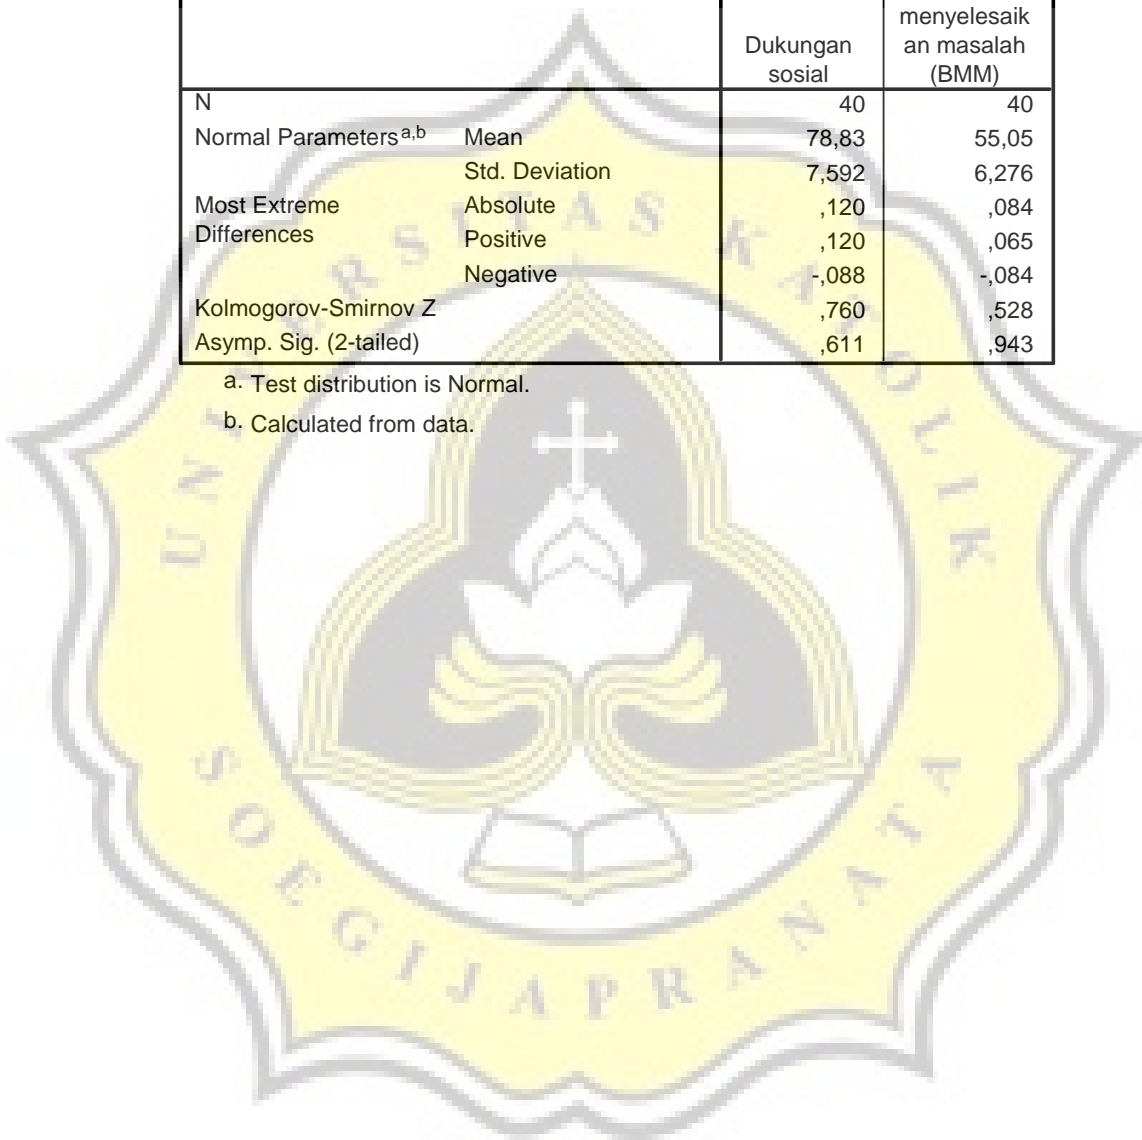 Dukungan sosial menyelesaik an masalah (BMM)
N 40 40
Normal Parameters a,b Mean 78,83 55,05
Std. Deviation 7,592 6,276
Most Extreme Differences Absolute ,120 ,084
Positive ,120 ,065
Negative -,088 -,084
Kolmogorov-Smirnov Z ,760 ,528
Asymp. Sig. (2-tailed) ,611 ,943
a. Test distribution is Normal.
b. Calculated from data.
UNIVERSITAS KATOLIK
SOEGIJAPRANATA